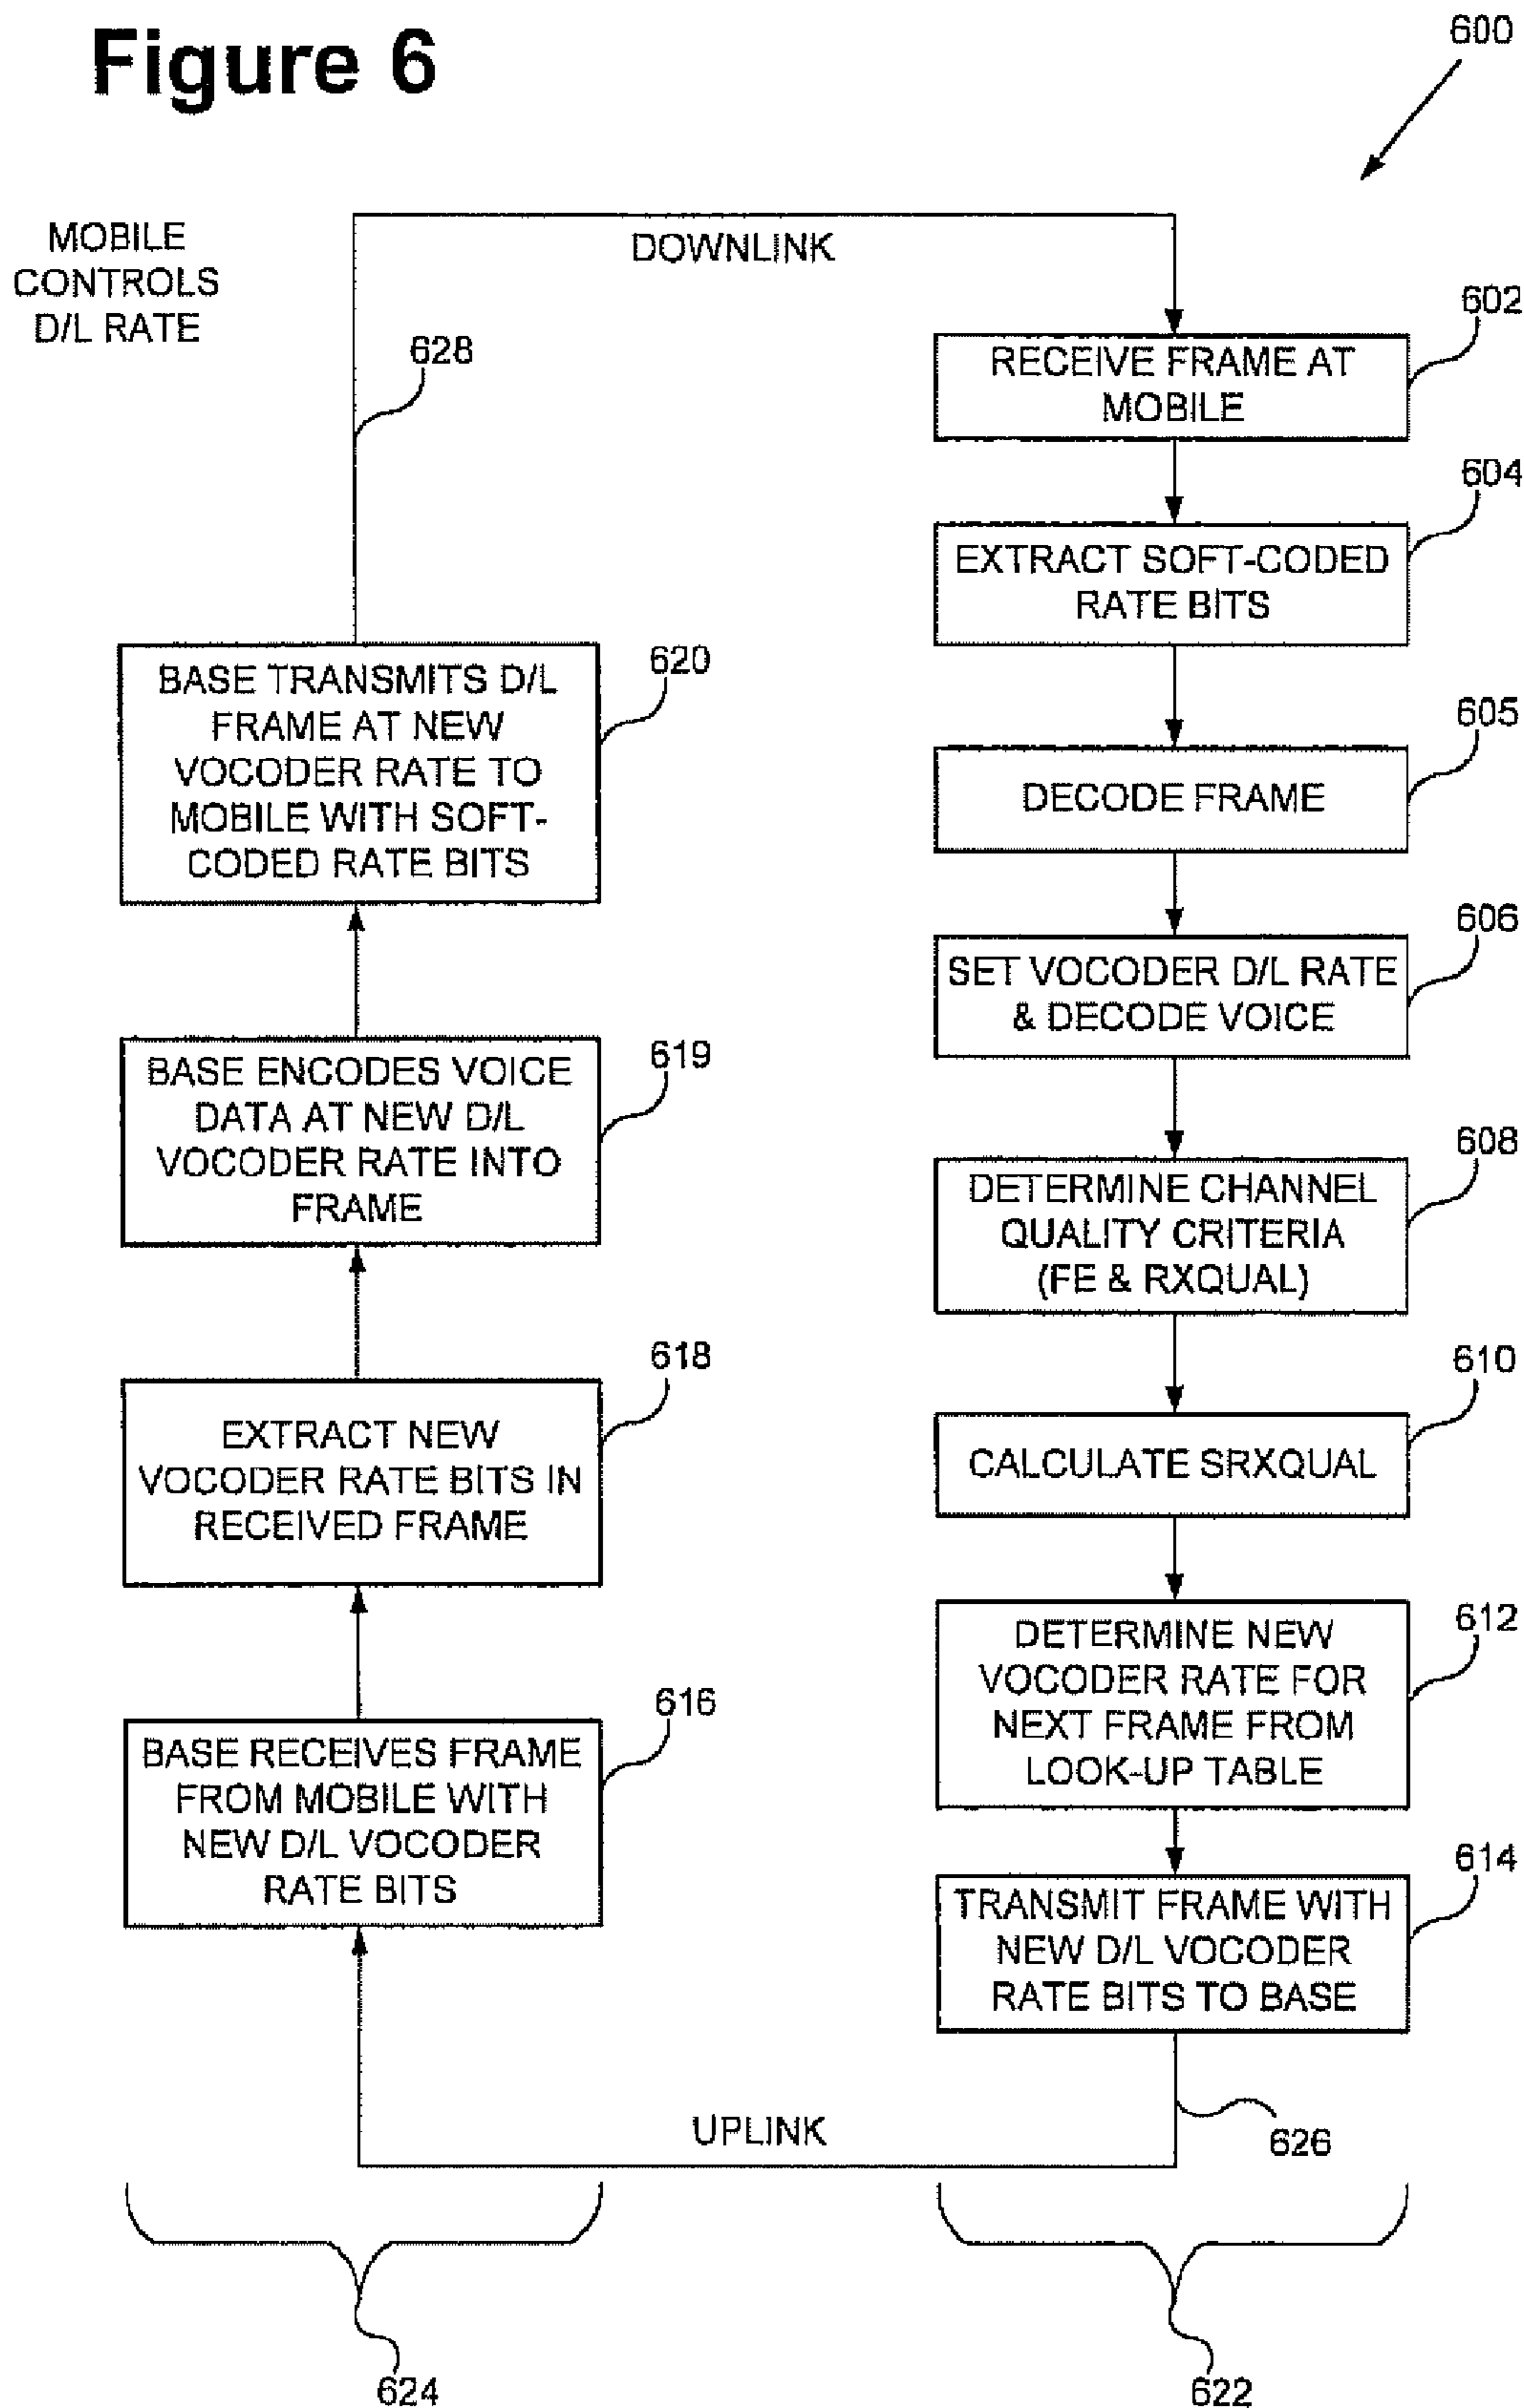 Figure 6
600
MOBILE
CONTROLS
D/L RATE
DOWNLINK
628
602
RECEIVE FRAME AT
MOBILE
604
EXTRACT SOFT-CODED
RATE BITS
605
DECODE FRAME
606
SET VOCODER D/L RATE
& DECODE VOICE
608
DETERMINE CHANNEL
QUALITY CRITERIA
(FE & RXQUAL)
610
CALCULATE SRXQUAL
612
DETERMINE NEW
VOCODER RATE FOR
NEXT FRAME FROM
LOOK-UP TABLE
614
TRANSMIT FRAME WITH
NEW D/L VOCODER
RATE BITS TO BASE
626
UPLINK
616
BASE RECEIVES FRAME
FROM MOBILE WITH
NEW D/L VOCODER
RATE BITS
618
EXTRACT NEW
VOCODER RATE BITS IN
RECEIVED FRAME
619
BASE ENCODES VOICE
DATA AT NEW D/L
VOCODER RATE INTO
FRAME
620
BASE TRANSMITS D/L
FRAME AT NEW
VOCODER RATE TO
MOBILE WITH SOFT-
CODED RATE BITS
624
622